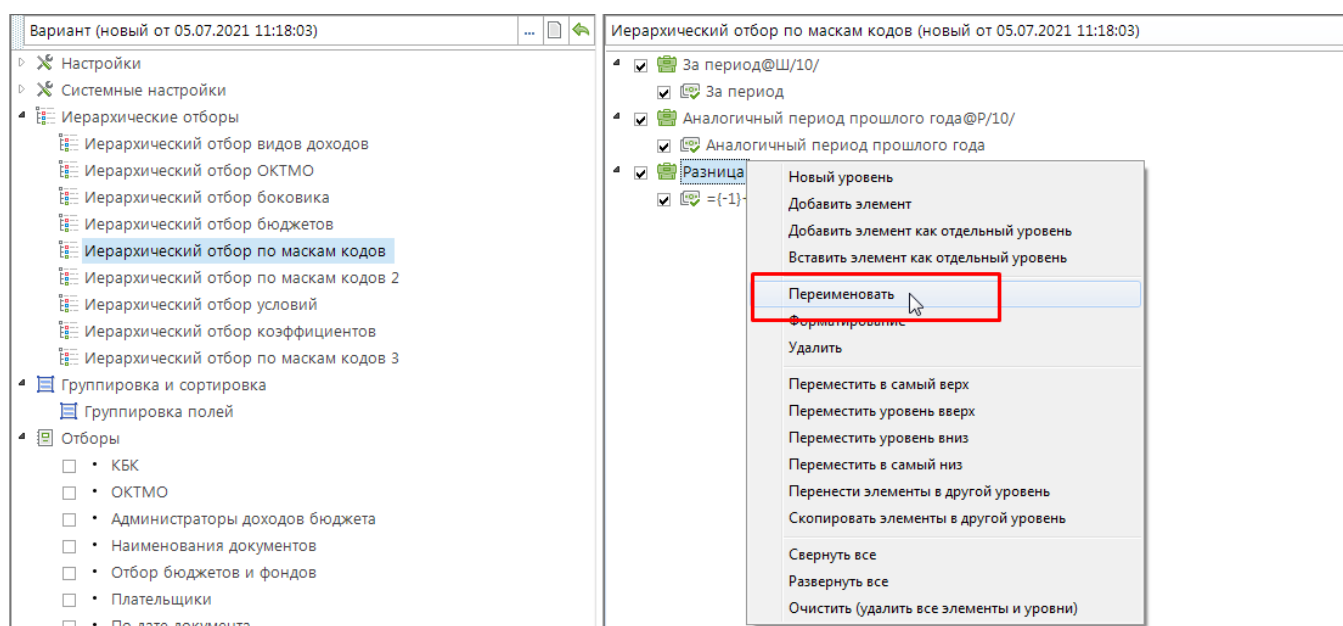 Вариант (новый от 05.07.2021 11:18:03)
...
Настройки
Системные настройки
Иерархические отборы
Иерархический отбор видов доходов
Иерархический отбор ОКТМО
Иерархический отбор боковика
Иерархический отбор бюджетов
Иерархический отбор по маскам кодов
Иерархический отбор по маскам кодов 2
Иерархический отбор условий
Иерархический отбор коэффициентов
Иерархический отбор по маскам кодов 3
Группировка и сортировка
Группировка полей
Отборы
• КБК
• ОКТМО
• Администраторы доходов бюджета
• Наименования документов
• Отбор бюджетов и фондов
• Плательщики
• По дате документа
Иерархический отбор по маскам кодов (новый от 05.07.2021 11:18:03)
За период@Ш/10/
За период
Аналогичный период прошлого года@Р/10/
Аналогичный период прошлого года
Разница
={-1}-
Новый уровень
Добавить элемент
Добавить элемент как отдельный уровень
Вставить элемент как отдельный уровень
Переименовать
Форматирование
Удалить
Переместить в самый верх
Переместить уровень вверх
Переместить уровень вниз
Переместить в самый низ
Перенести элементы в другой уровень
Скопировать элементы в другой уровень
Свернуть все
Развернуть все
Очистить (удалить все элементы и уровни)